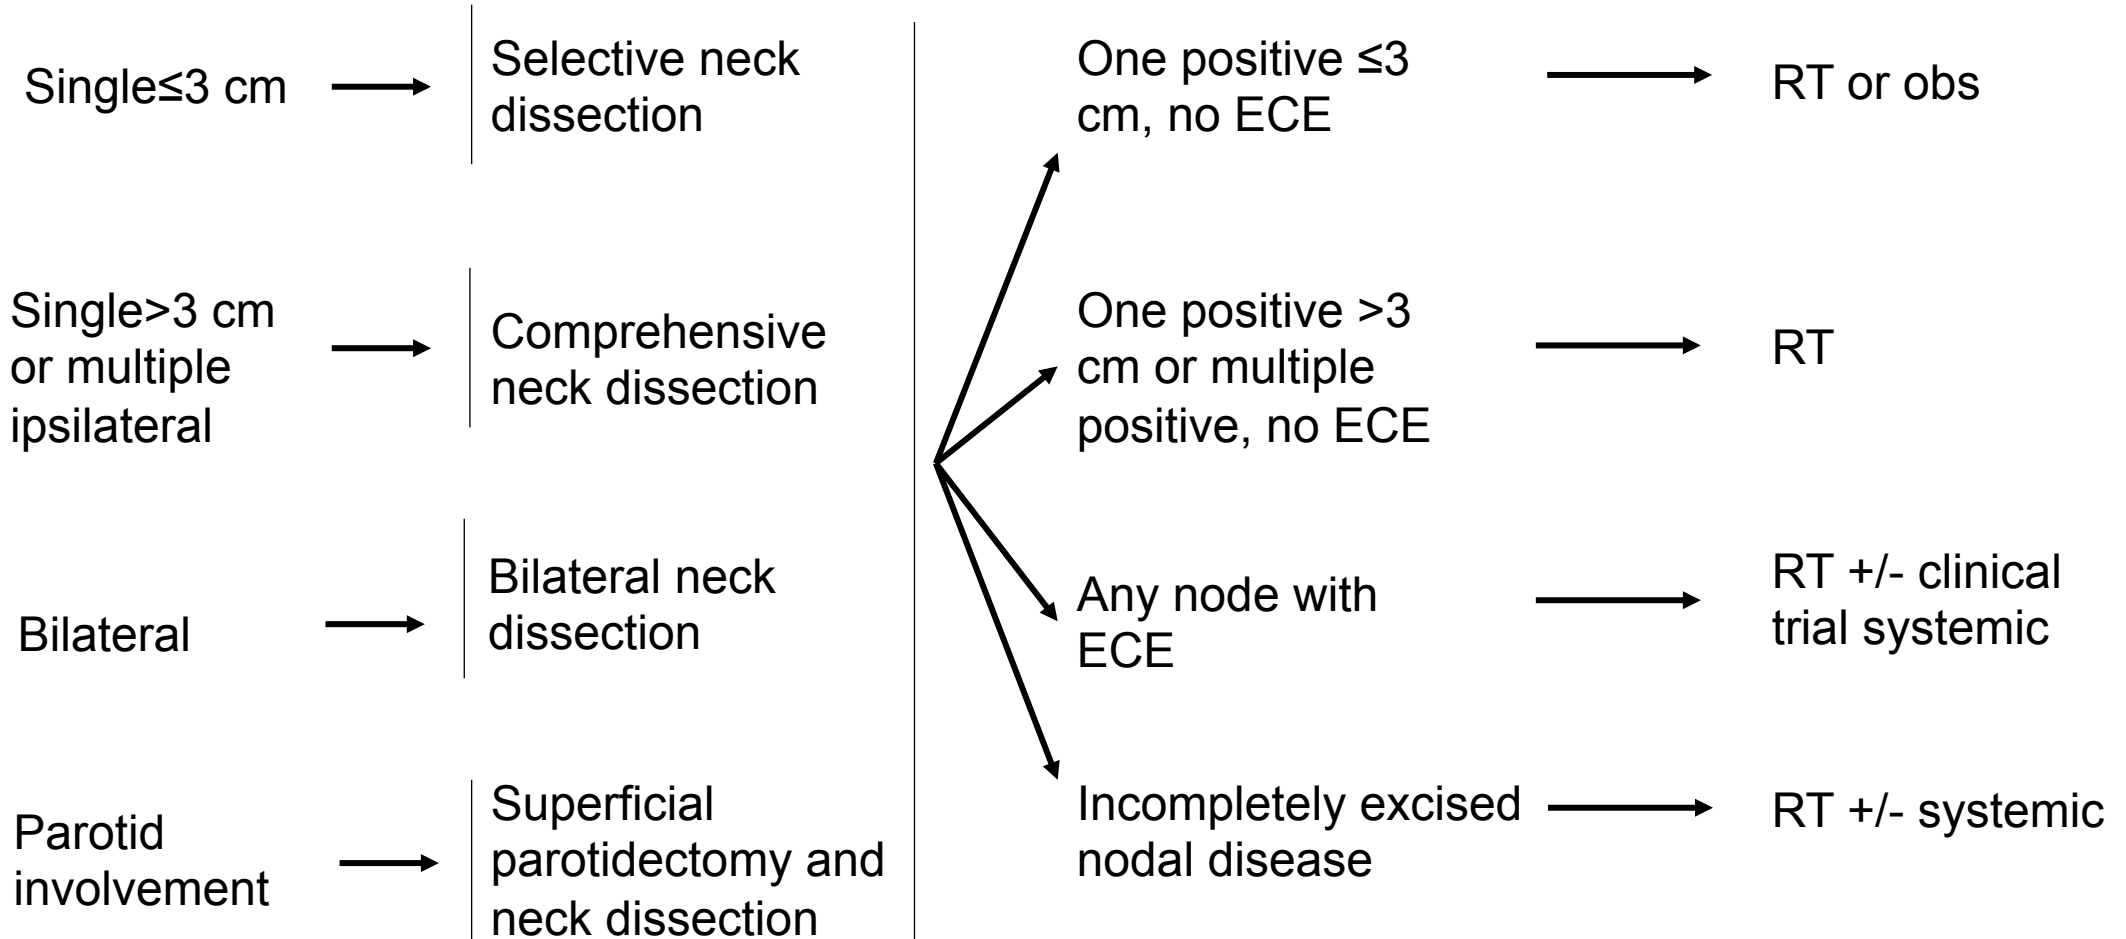 Single≤3 cm
Selective neck
dissection
One positive ≤3
cm, no ECE
RT or obs
Single>3 cm
or multiple
ipsilateral
Comprehensive
neck dissection
One positive >3
cm or multiple
positive, no ECE
RT
Bilateral
Bilateral neck
dissection
Any node with
ECE
RT +/- clinical
trial systemic
Parotid
involvement
Superficial
parotidectomy and
neck dissection
Incompletely excised
nodal disease
RT +/- systemic